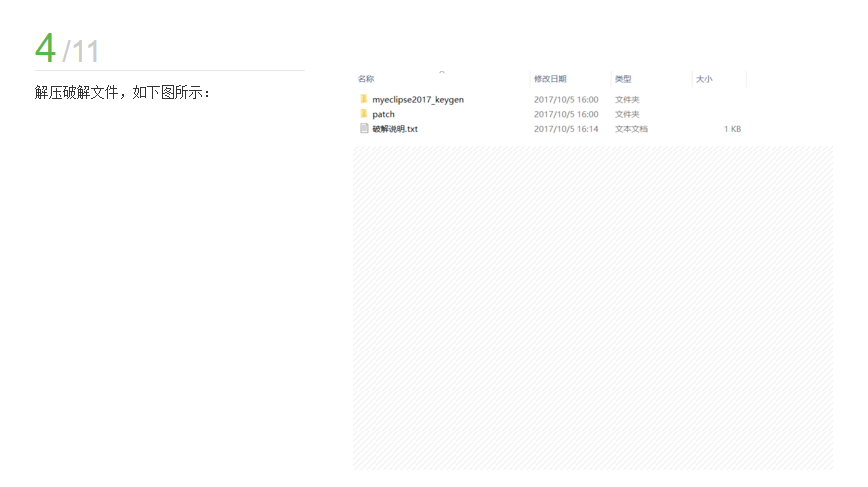 4/11
解压破解文件，如下图所示：
名称 修改日期 类型 大小
myeclipse2017_keygen 2017/10/5 16:00 文件夹
patch 2017/10/5 16:00 文件夹
破解说明.txt 2017/10/5 16:14 文本文档 1 KB